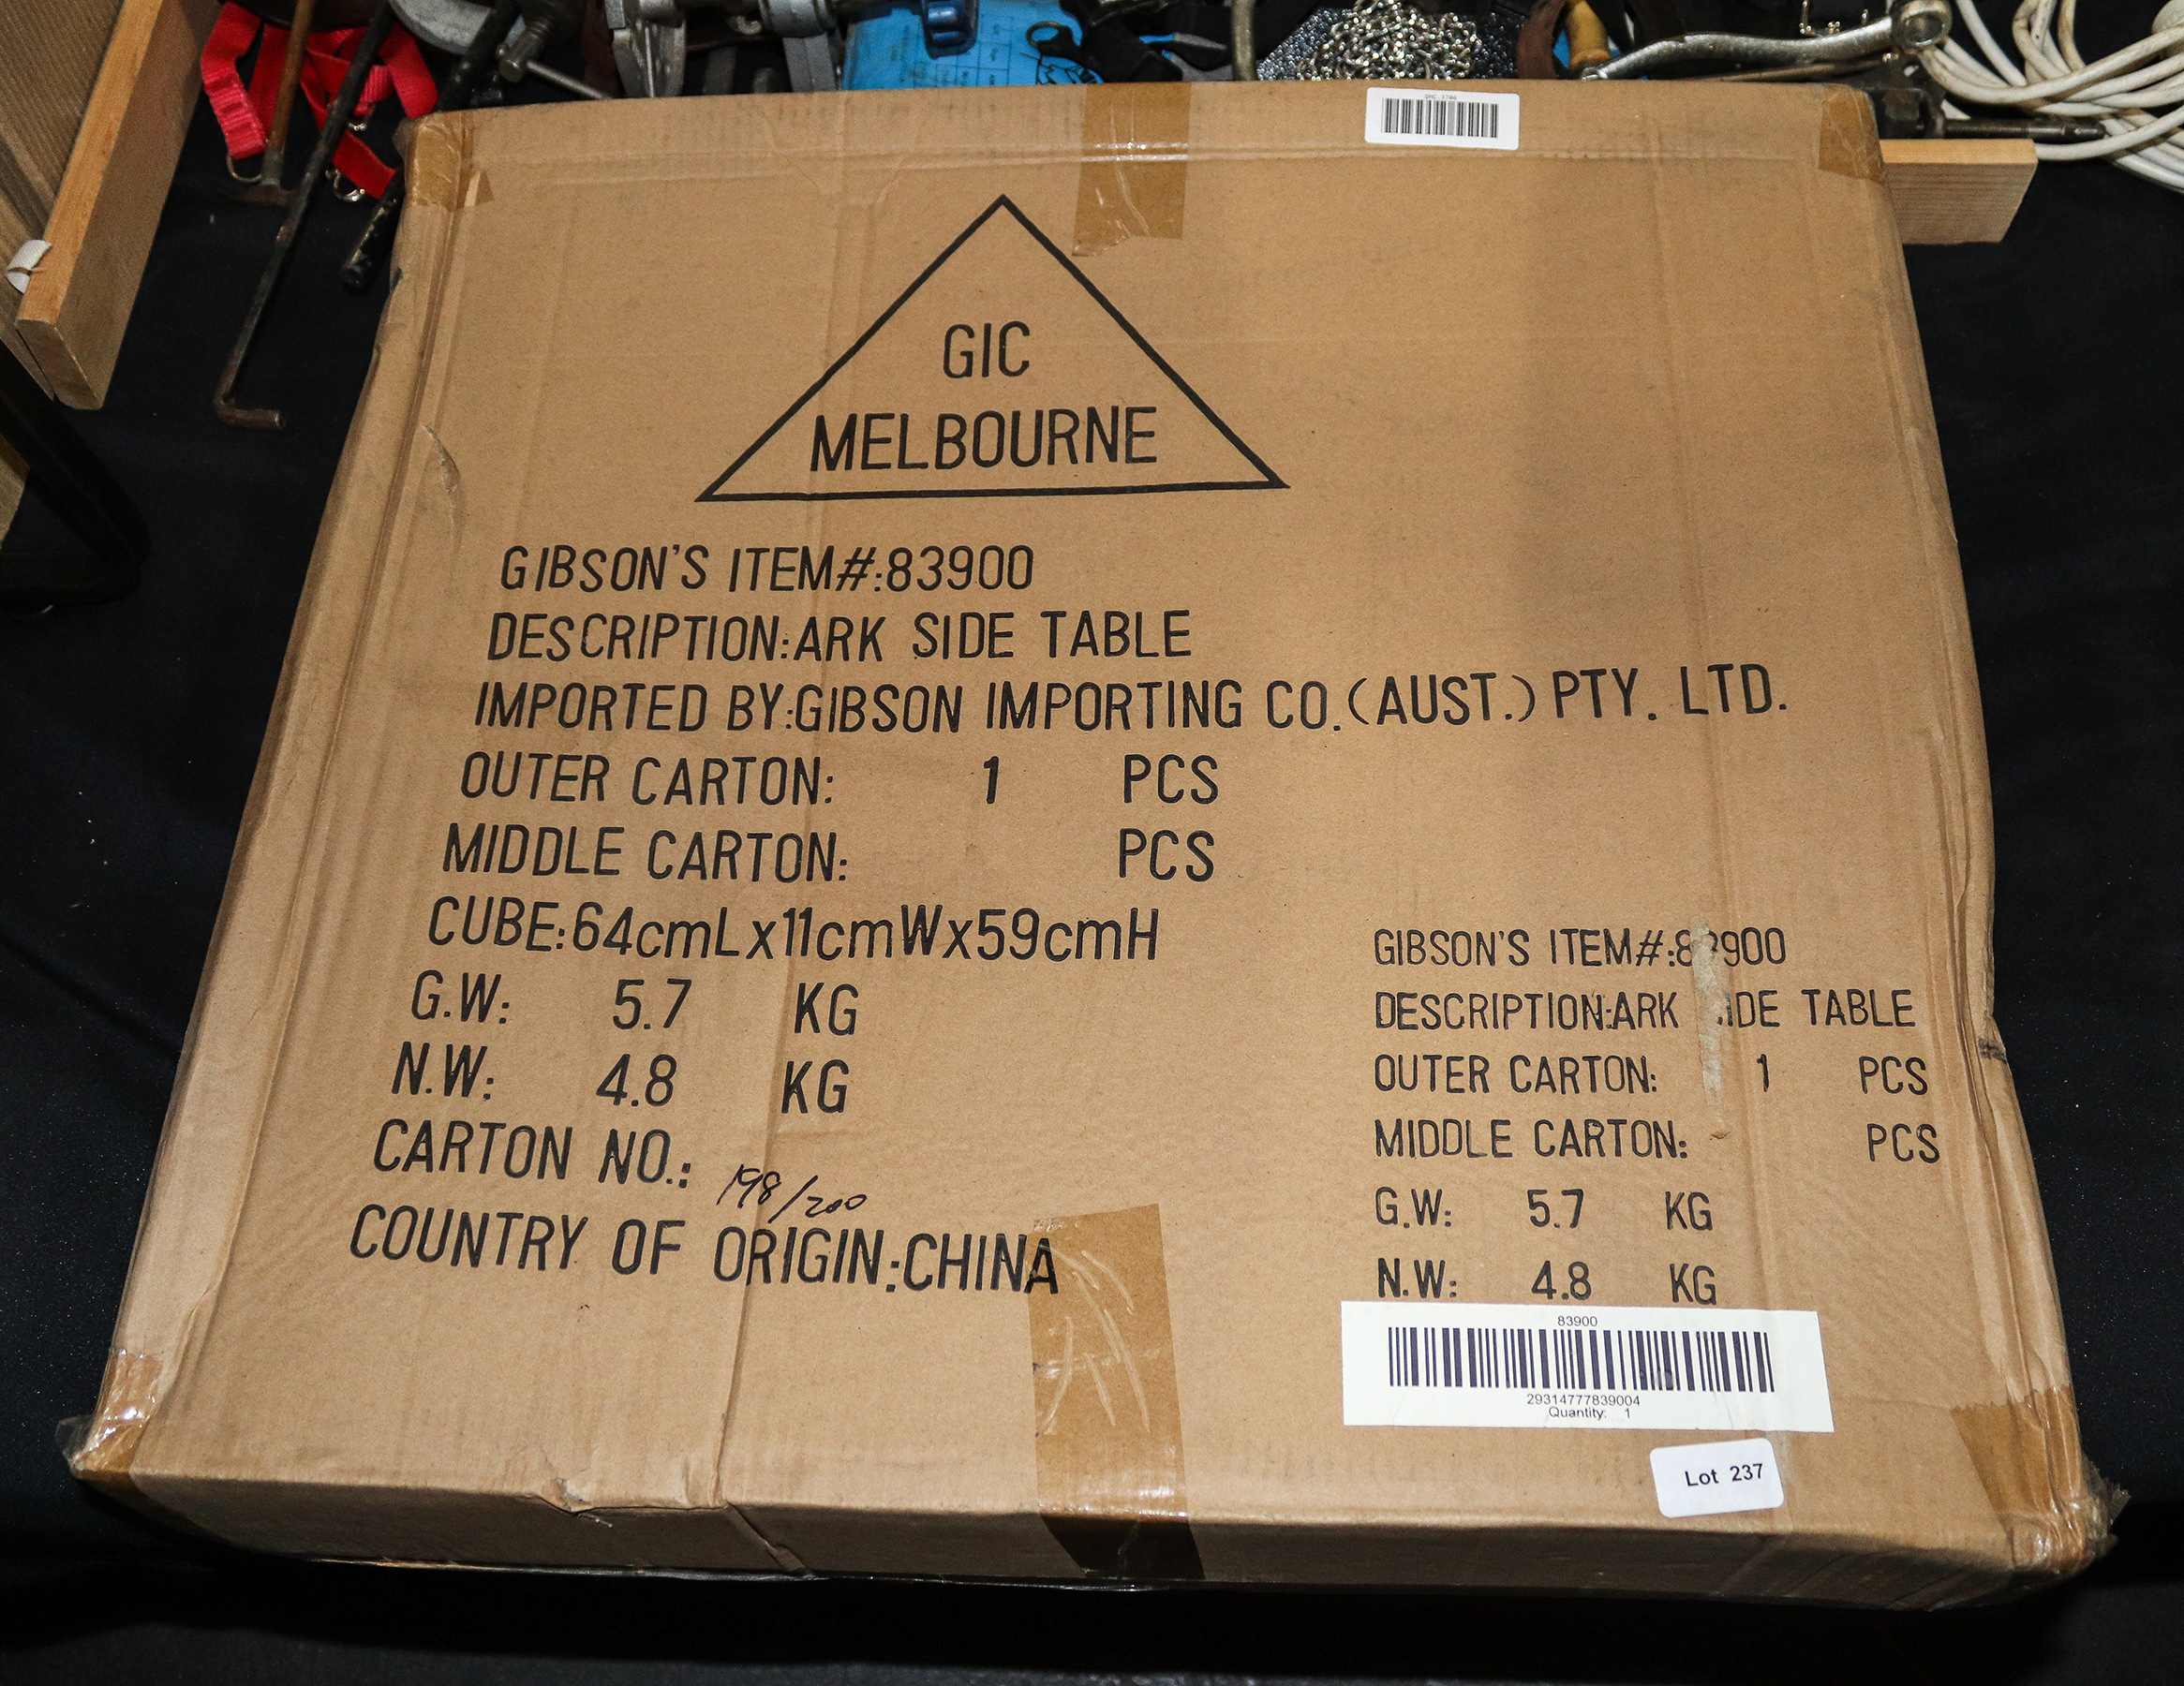 GIC
MELBOURNE
GIBSON'S ITEM#:83900
DESCRIPTION:ARK SIDE TABLE
IMPORTED BY:GIBSON IMPORTING CO.(AUST.) PTY. LTD.
OUTER CARTON: 1 PCS
MIDDLE CARTON: PCS
CUBE:64cmLx11cmWx59cmH
G.W: 5.7 KG
N.W: 4.8 KG
CARTON NO.: 198/200
COUNTRY OF ORIGIN:CHINA
GIBSON'S ITEM#:
DESCRIPTION:ARK TABLE
OUTER CARTON: 1 PCS
MIDDLE CARTON: PCS
G.W: 5.7 KG
N.W: 4.8 KG
83900
29314777839004
Quantity: 1
Lot 237